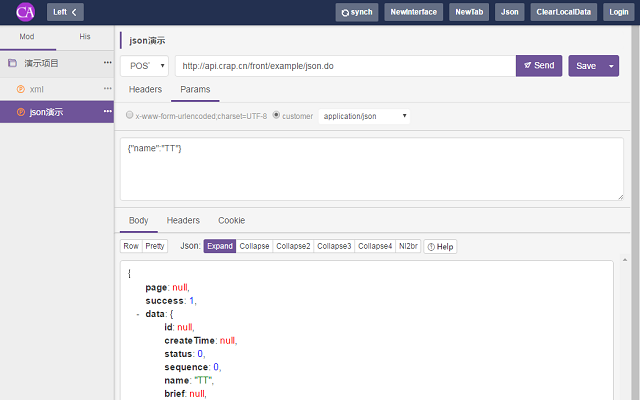 CA Left synch NewInterface NewTab Json ClearLocalData Login
Mod His
演示项目
xml
json演示
json演示
POST http://api.crap.cn/front/example/json.do Send Save
Headers Params
x-www-form-urlencoded;charset=UTF-8 customer application/json
{"name":"TT"}
Body Headers Cookie
Row Pretty Json: Expand Collapse Collapse2 Collapse3 Collapse4 Nl2br Help
{
page: null,
success: 1,
- data: {
id: null,
createTime: null,
status: 0,
sequence: 0,
name: "TT",
brief: null,